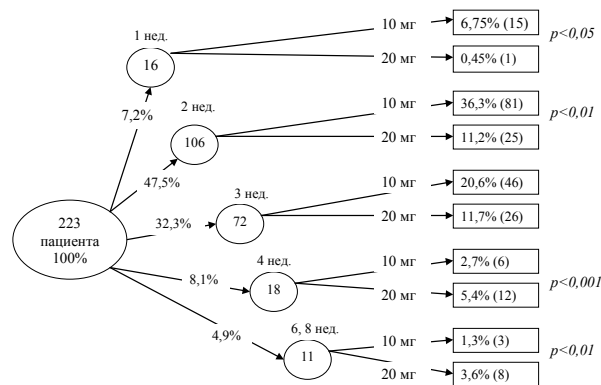 1 нед.
16
7,2%
10 мг
6,75% (15)
20 мг
0,45% (1)
p<0,05
2 нед.
106
47,5%
10 мг
36,3% (81)
20 мг
11,2% (25)
p<0,01
3 нед.
72
32,3%
10 мг
20,6% (46)
20 мг
11,7% (26)
223
пациента
100%
4 нед.
18
8,1%
10 мг
2,7% (6)
20 мг
5,4% (12)
p<0,001
6, 8 нед.
11
4,9%
10 мг
1,3% (3)
20 мг
3,6% (8)
p<0,01